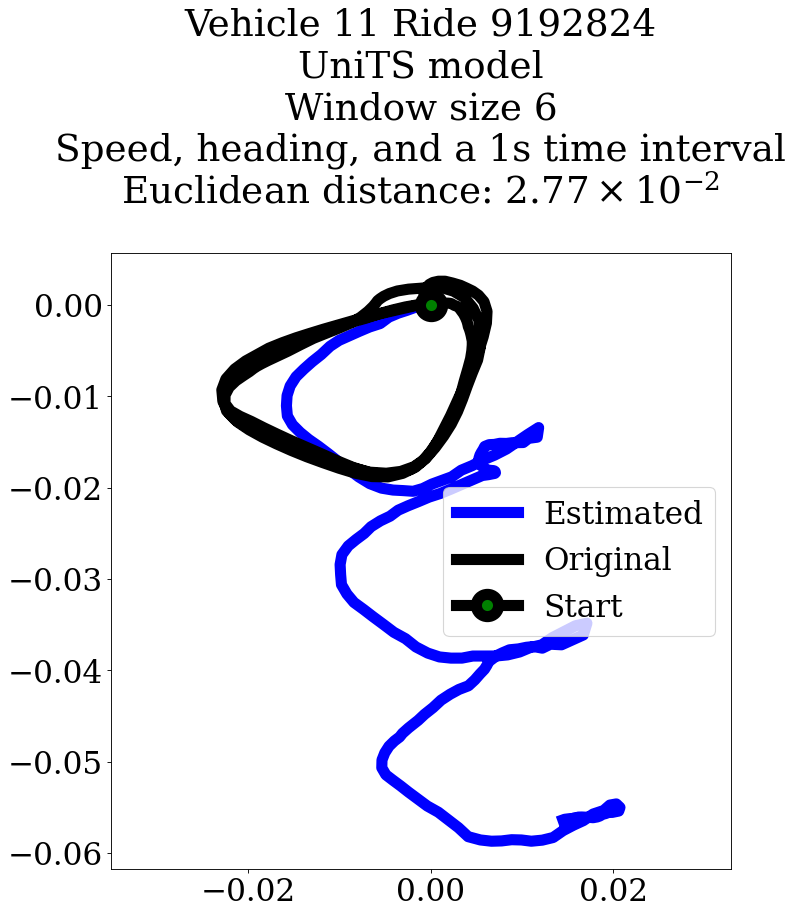 Vehicle 11 Ride 9192824
UniTS model
Window size 6
Speed, heading, and a 1s time interval
Euclidean distance: 2.77 × 10⁻²
0.00
−0.01
−0.02
−0.03
−0.04
−0.05
−0.06
Estimated
Original
Start
−0.02 0.00 0.02